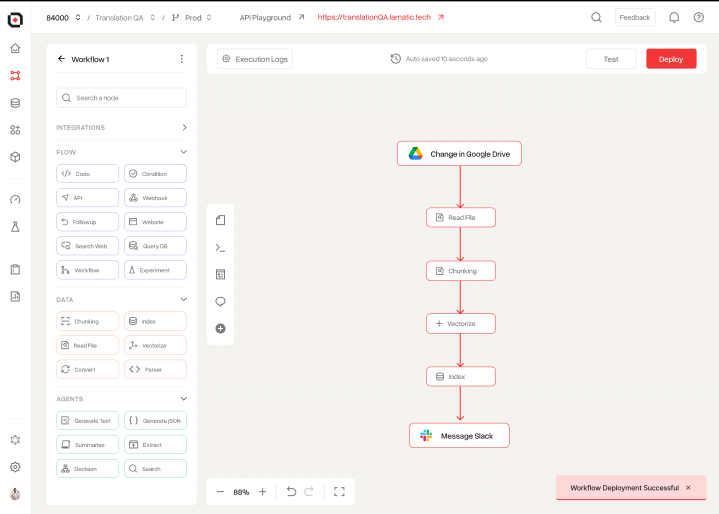 84000 / Translation QA / Prod API Playground https://translationQA.lamatic.tech Feedback
Workflow 1
Execution Logs Auto saved 10 seconds ago Test Deploy
Search a node
INTEGRATIONS
FLOW
Code Condition
API Webhook
Followup Website
Search Web Query DB
Workflow Experiment
DATA
Chunking Index
Read File Vectorize
Convert Parser
AGENTS
Generate Text Generate JSON
Summarise Extract
Decision Search
Change in Google Drive
Read File
Chunking
Vectorize
Index
Message Slack
88%
Workflow Deployment Successful